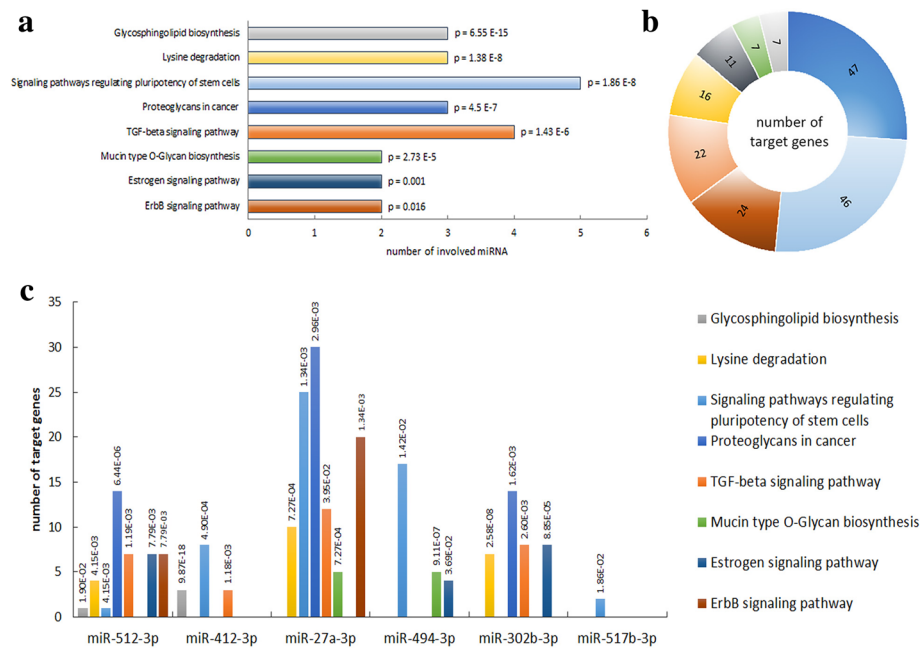 a
Glycosphingolipid biosynthesis
p = 6.55 E-15
Lysine degradation
p = 1.38 E-8
Signaling pathways regulating pluripotency of stem cells
p = 1.86 E-8
Proteoglycans in cancer
p = 4.5 E-7
TGF-beta signaling pathway
p = 1.43 E-6
Mucin type O-Glycan biosynthesis
p = 2.73 E-5
Estrogen signaling pathway
p = 0.001
ErbB signaling pathway
p = 0.016
0 1 2 3 4 5 6
number of involved miRNA
b
47
46
24
22
16
11
7
7
number of
target genes
c
number of target genes
35
30
25
20
15
10
5
0
1.90E-02
4.15E-03
4.15E-03
6.44E-06
1.19E-03
7.79E-03
7.79E-03
9.87E-18
4.90E-04
1.18E-03
7.27E-04
1.34E-03
2.96E-03
3.95E-02
7.27E-04
1.34E-03
1.42E-02
9.11E-07
3.69E-02
2.58E-08
1.62E-03
2.60E-03
8.85E-05
1.86E-02
miR-512-3p
miR-412-3p
miR-27a-3p
miR-494-3p
miR-302b-3p
miR-517b-3p
Glycosphingolipid biosynthesis
Lysine degradation
Signaling pathways regulating
pluripotency of stem cells
Proteoglycans in cancer
TGF-beta signaling pathway
Mucin type O-Glycan biosynthesis
Estrogen signaling pathway
ErbB signaling pathway